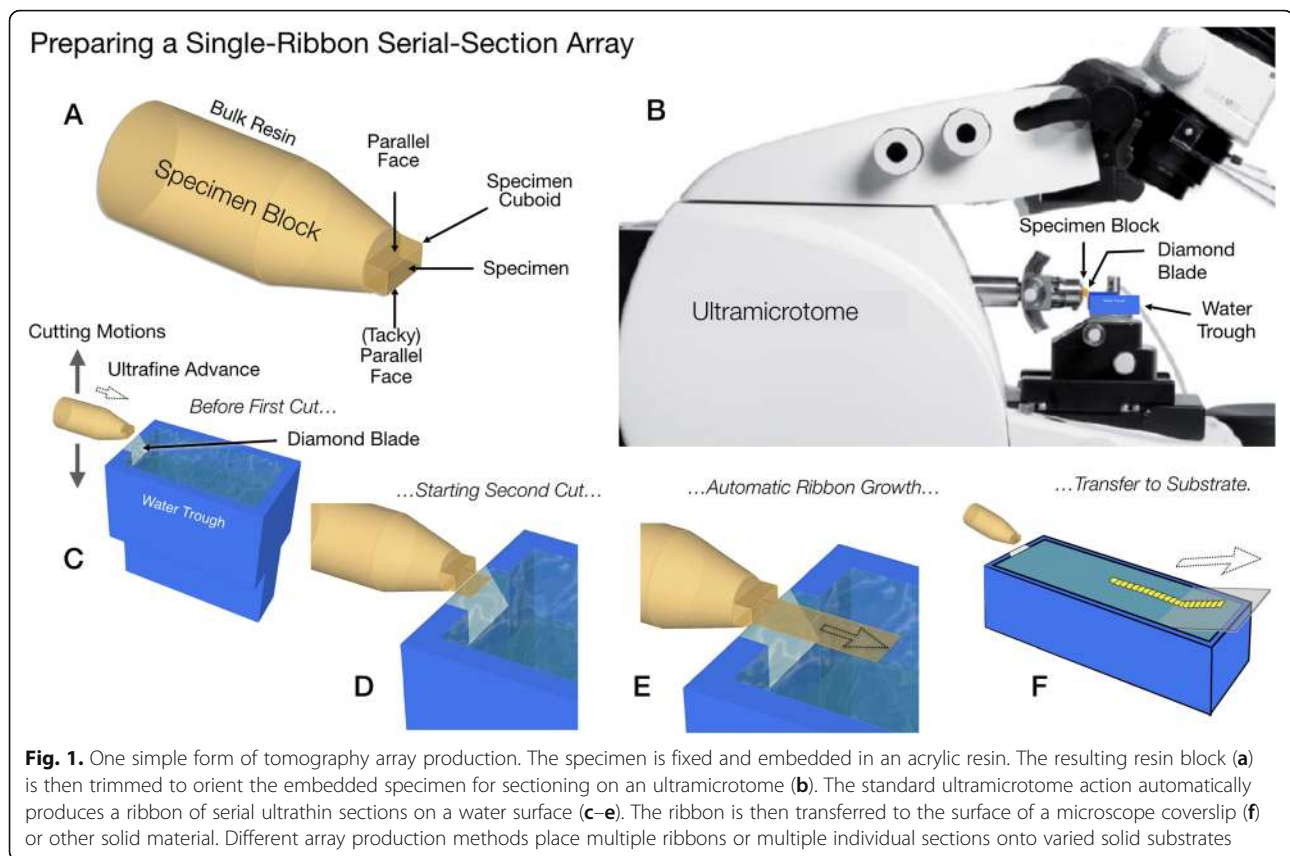 Preparing a Single-Ribbon Serial-Section Array
A
Bulk Resin
Specimen Block
Parallel
Face
Specimen
Cuboid
Specimen
(Tacky)
Parallel
Face
B
Specimen Block
Diamond
Blade
Water
Trough
Ultramicrotome
Cutting Motions
Ultrafine Advance
Before First Cut…
Diamond Blade
Water Trough
C
…Starting Second Cut…
D
…Automatic Ribbon Growth…
E
…Transfer to Substrate.
F
Fig. 1. One simple form of tomography array production. The specimen is fixed and embedded in an acrylic resin. The resulting resin block (a)
is then trimmed to orient the embedded specimen for sectioning on an ultramicrotome (b). The standard ultramicrotome action automatically
produces a ribbon of serial ultrathin sections on a water surface (c–e). The ribbon is then transferred to the surface of a microscope coverslip (f)
or other solid material. Different array production methods place multiple ribbons or multiple individual sections onto varied solid substrates